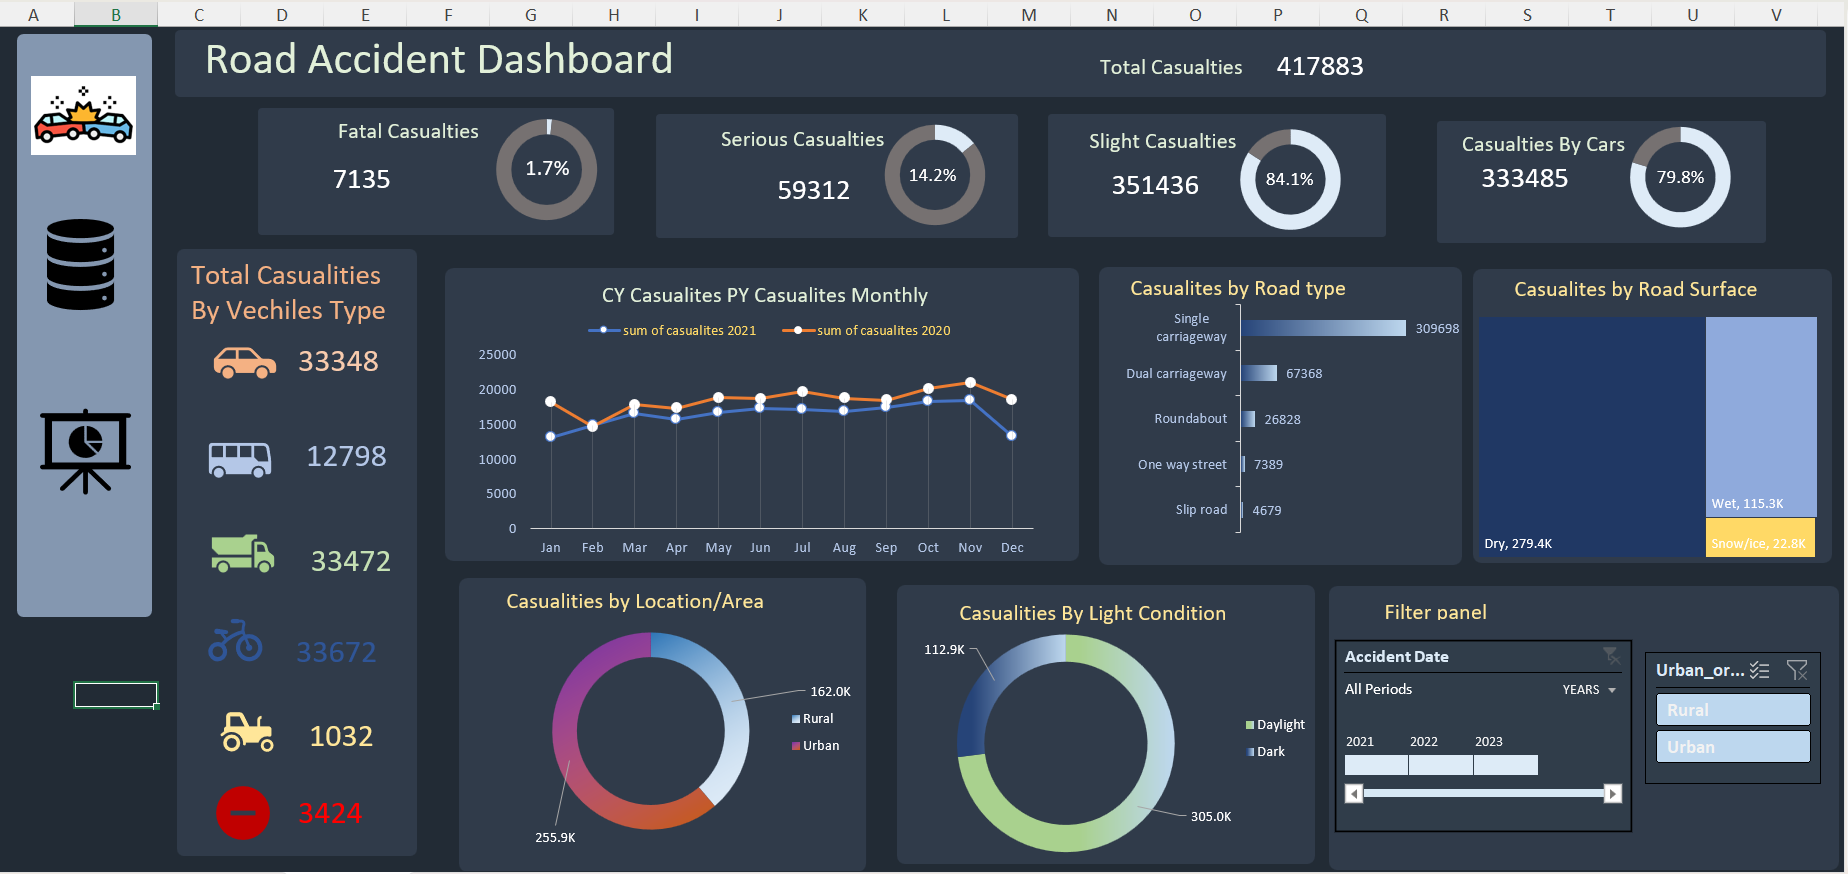 A B C D E F G H I J K L M N O P Q R S T U V
Road Accident Dashboard
Total Casualties 417883
Fatal Casualties
7135
1.7%
Serious Casualties
59312
14.2%
Slight Casualties
351436
84.1%
Casualties By Cars
333485
79.8%
Total Casualities
By Vechiles Type
33348
12798
33472
33672
1032
3424
CY Casualites PY Casualites Monthly
sum of casualites 2021 sum of casualites 2020
25000
20000
15000
10000
5000
0
Jan Feb Mar Apr May Jun Jul Aug Sep Oct Nov Dec
Casualites by Road type
Single
carriageway
309698
Dual carriageway 67368
Roundabout 26828
One way street 7389
Slip road 4679
Casualites by Road Surface
Dry, 279.4K
Wet, 115.3K
Snow/ice, 22.8K
Casualities by Location/Area
162.0K
Rural
Urban
255.9K
Casualities By Light Condition
112.9K
Daylight
Dark
305.0K
Filter panel
Accident Date
All Periods YEARS
2021 2022 2023
Urban_or...
Rural
Urban